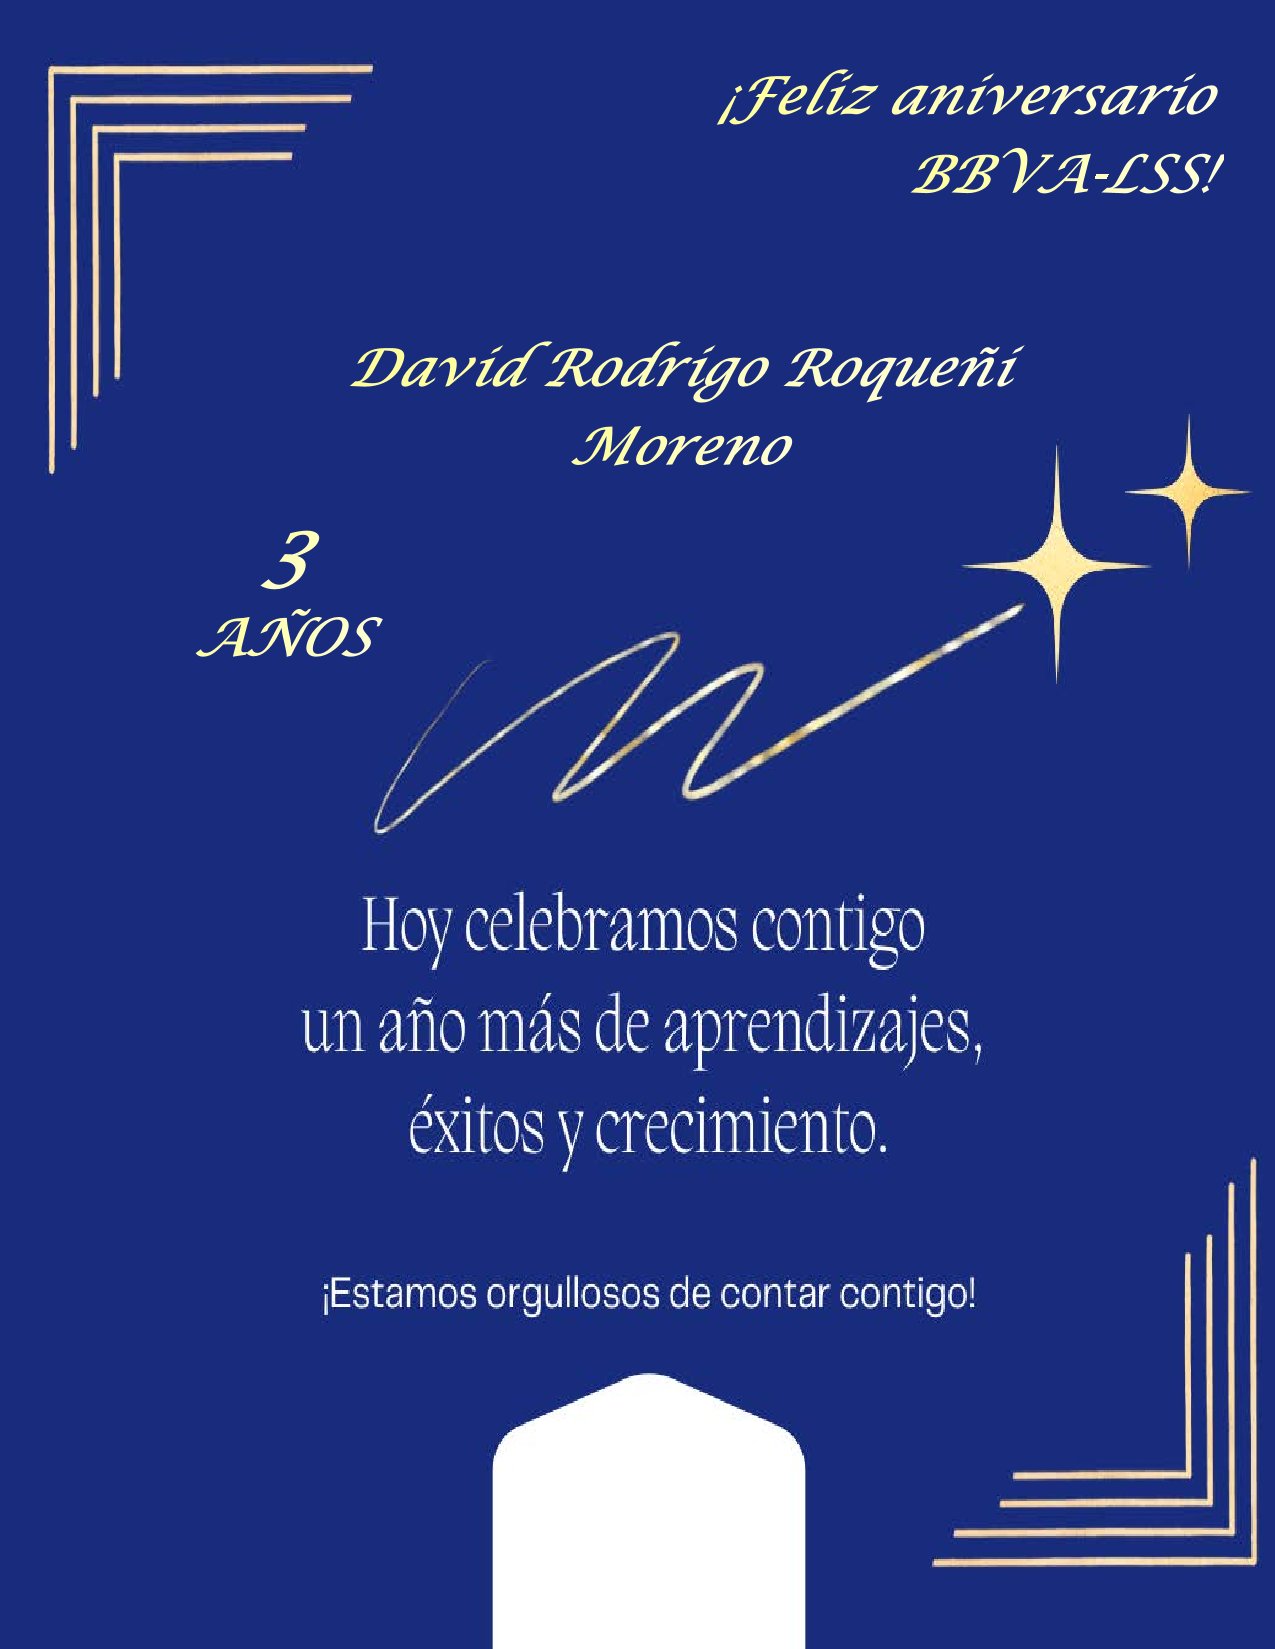 ¡Feliz aniversario
BBVA-LSS!
David Rodrigo Roqueñi
Moreno
3
AÑOS
Hoy celebramos contigo
un año más de aprendizajes,
éxitos y crecimiento.
¡Estamos orgullosos de contar contigo!